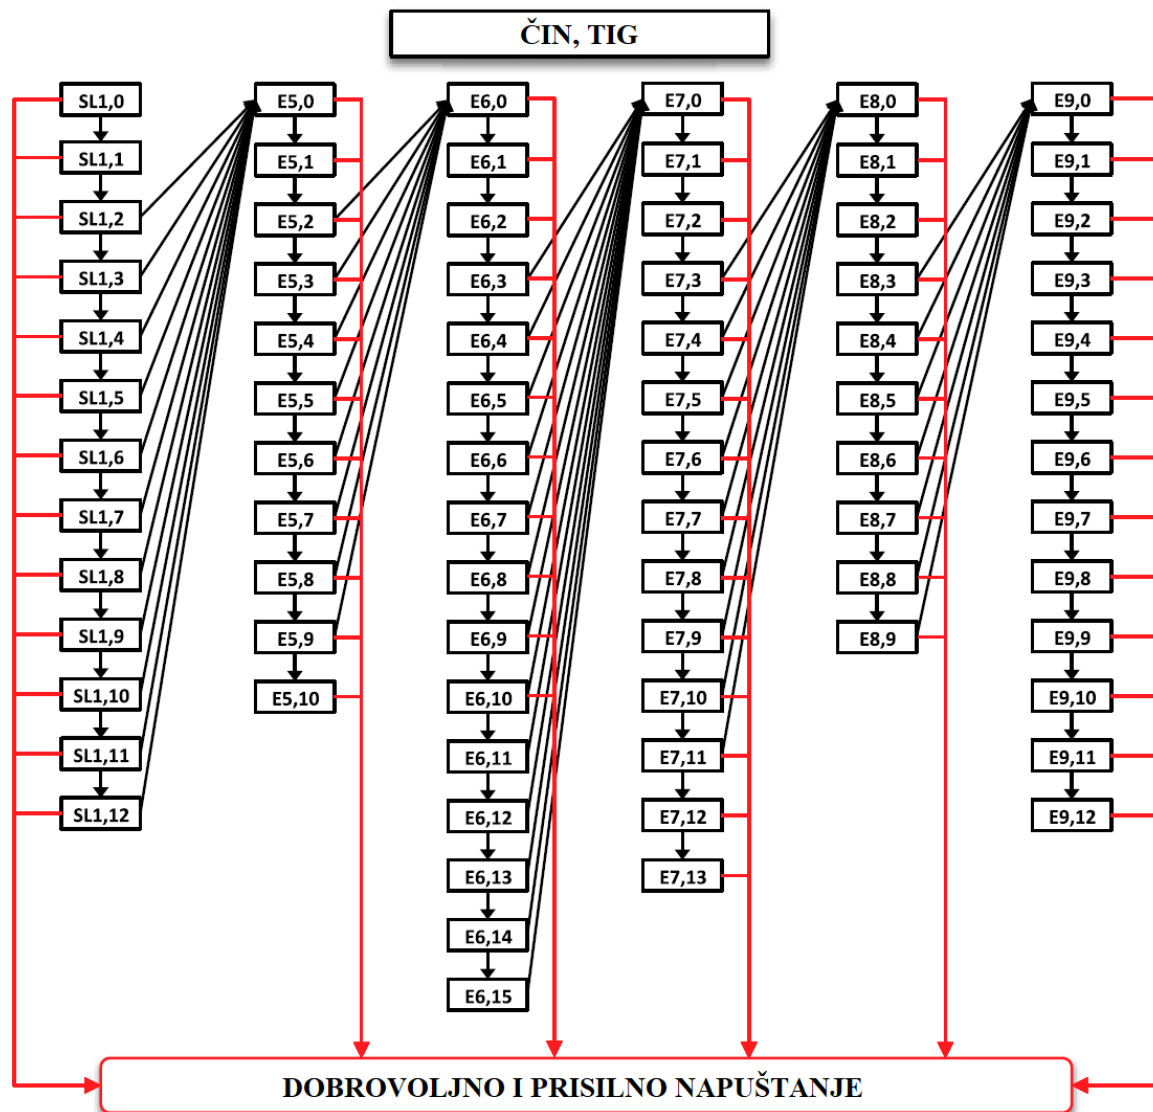 ČIN, TIG
SL1,0
SL1,1
SL1,2
SL1,3
SL1,4
SL1,5
SL1,6
SL1,7
SL1,8
SL1,9
SL1,10
SL1,11
SL1,12
E5,0
E5,1
E5,2
E5,3
E5,4
E5,5
E5,6
E5,7
E5,8
E5,9
E5,10
E6,0
E6,1
E6,2
E6,3
E6,4
E6,5
E6,6
E6,7
E6,8
E6,9
E6,10
E6,11
E6,12
E6,13
E6,14
E6,15
E7,0
E7,1
E7,2
E7,3
E7,4
E7,5
E7,6
E7,7
E7,8
E7,9
E7,10
E7,11
E7,12
E7,13
E8,0
E8,1
E8,2
E8,3
E8,4
E8,5
E8,6
E8,7
E8,8
E8,9
E9,0
E9,1
E9,2
E9,3
E9,4
E9,5
E9,6
E9,7
E9,8
E9,9
E9,10
E9,11
E9,12
DOBROVOLJNO I PRISILNO NAPUŠTANJE